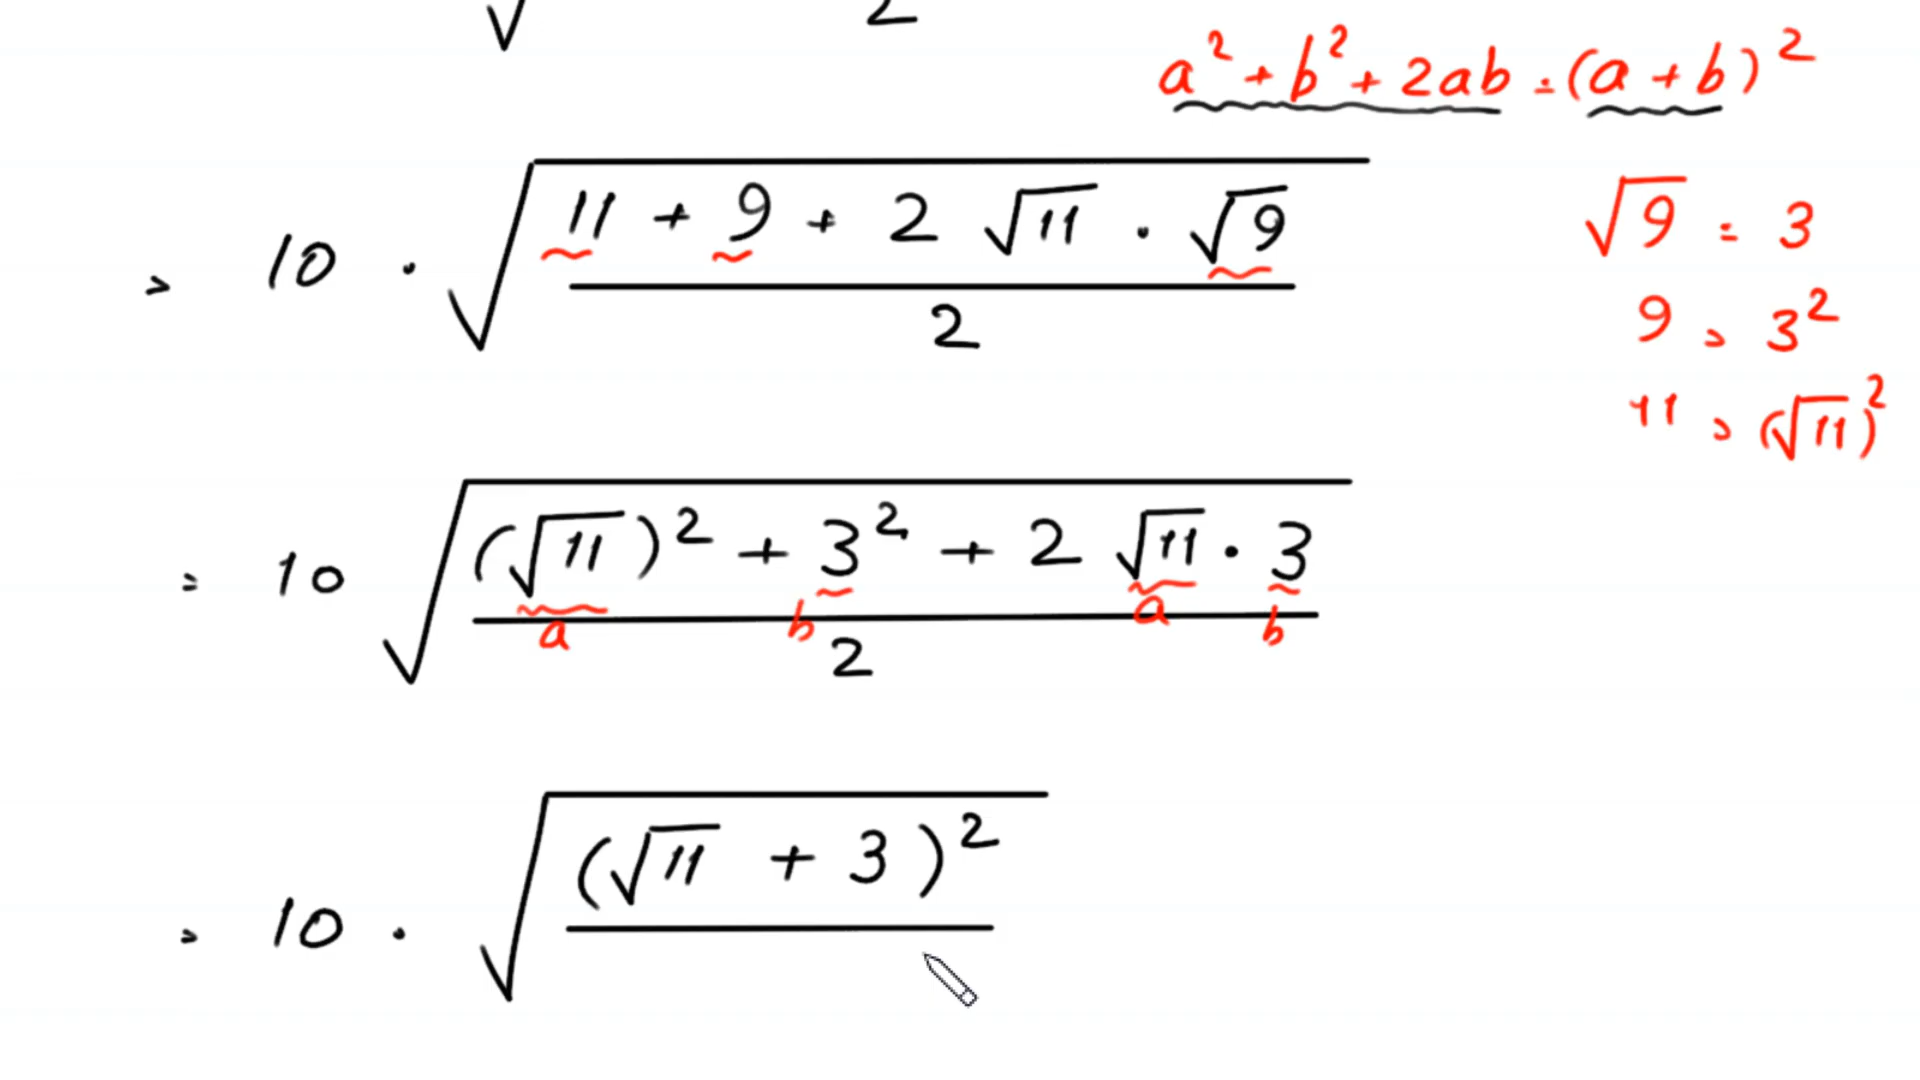 √ 2
a² + b² + 2ab = (a + b)²
= 10 · √((11 + 9 + 2 √11 · √9) / 2)
√9 = 3
9 = 3²
11 = (√11)²
= 10 √(((√11)² + 3² + 2 √11 · 3) / 2)
a b a b
= 10 · √((√11 + 3)² / )